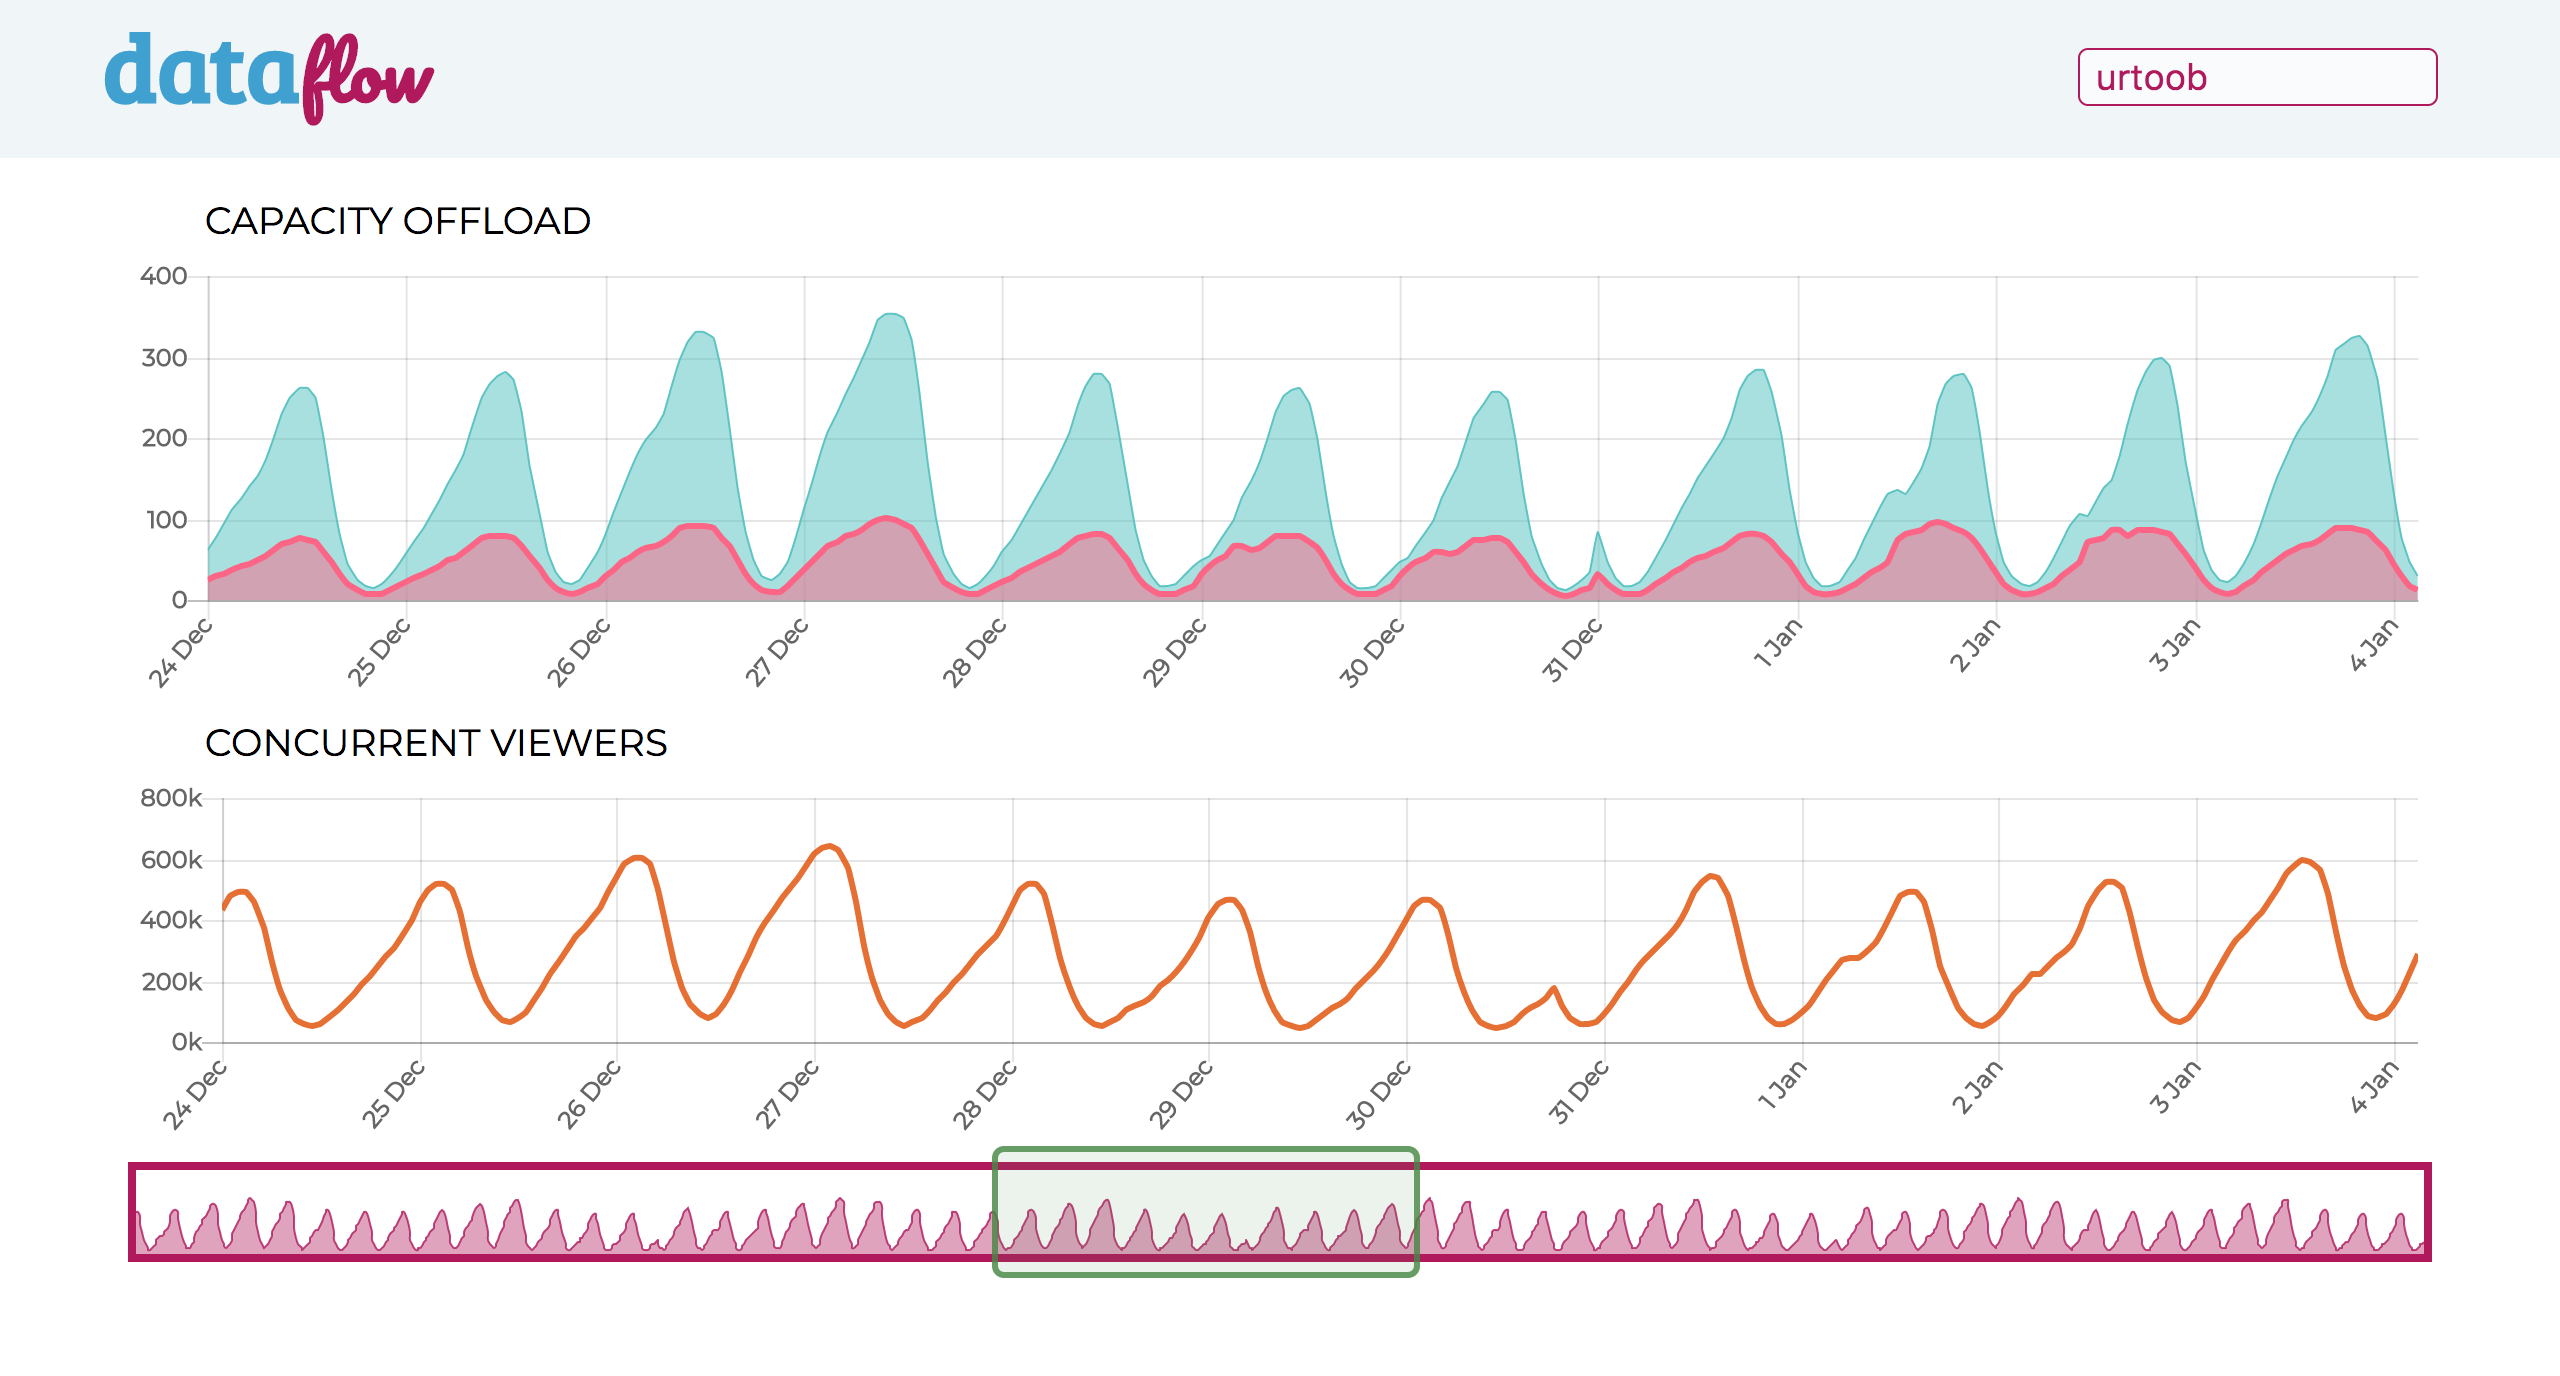 dataflow
urtoob
CAPACITY OFFLOAD
400
300
200
100
0
24 Dec
25 Dec
26 Dec
27 Dec
28 Dec
29 Dec
30 Dec
31 Dec
1 Jan
2 Jan
3 Jan
4 Jan
CONCURRENT VIEWERS
800k
600k
400k
200k
0k
24 Dec
25 Dec
26 Dec
27 Dec
28 Dec
29 Dec
30 Dec
31 Dec
1 Jan
2 Jan
3 Jan
4 Jan